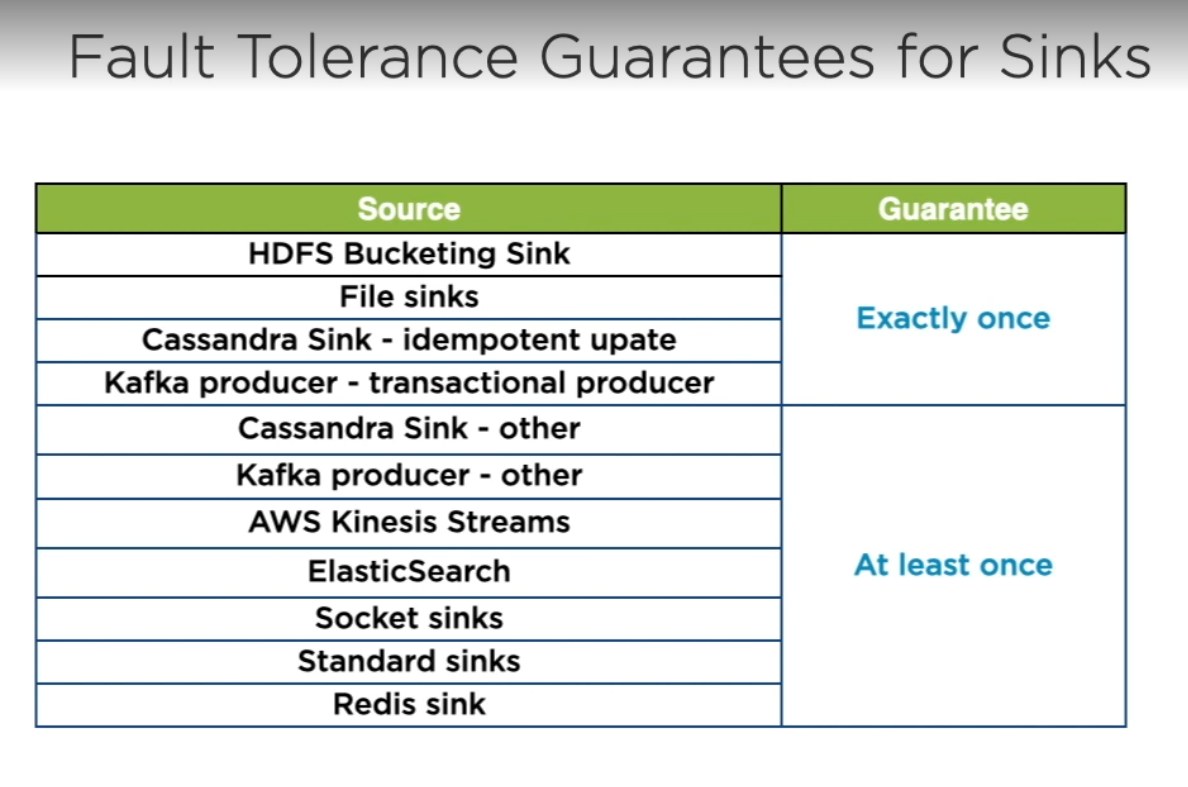 Fault Tolerance Guarantees for Sinks
Source Guarantee
HDFS Bucketing Sink
File sinks
Exactly once
Cassandra Sink - idempotent upate
Kafka producer - transactional producer
Cassandra Sink - other
Kafka producer - other
AWS Kinesis Streams
ElasticSearch
At least once
Socket sinks
Standard sinks
Redis sink